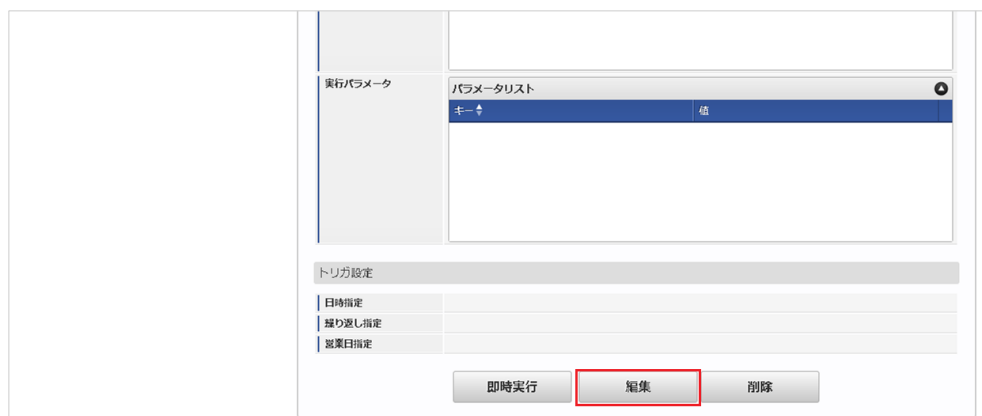 実行パラメータ
パラメータリスト
キー 値
トリガ設定
日時指定
繰り返し指定
営業日指定
即時実行 編集 削除